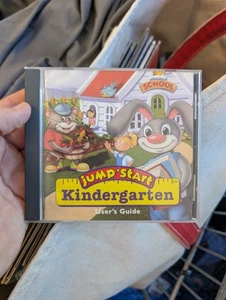 SCHOOL
JUMP START
Kindergarten
User's Guide